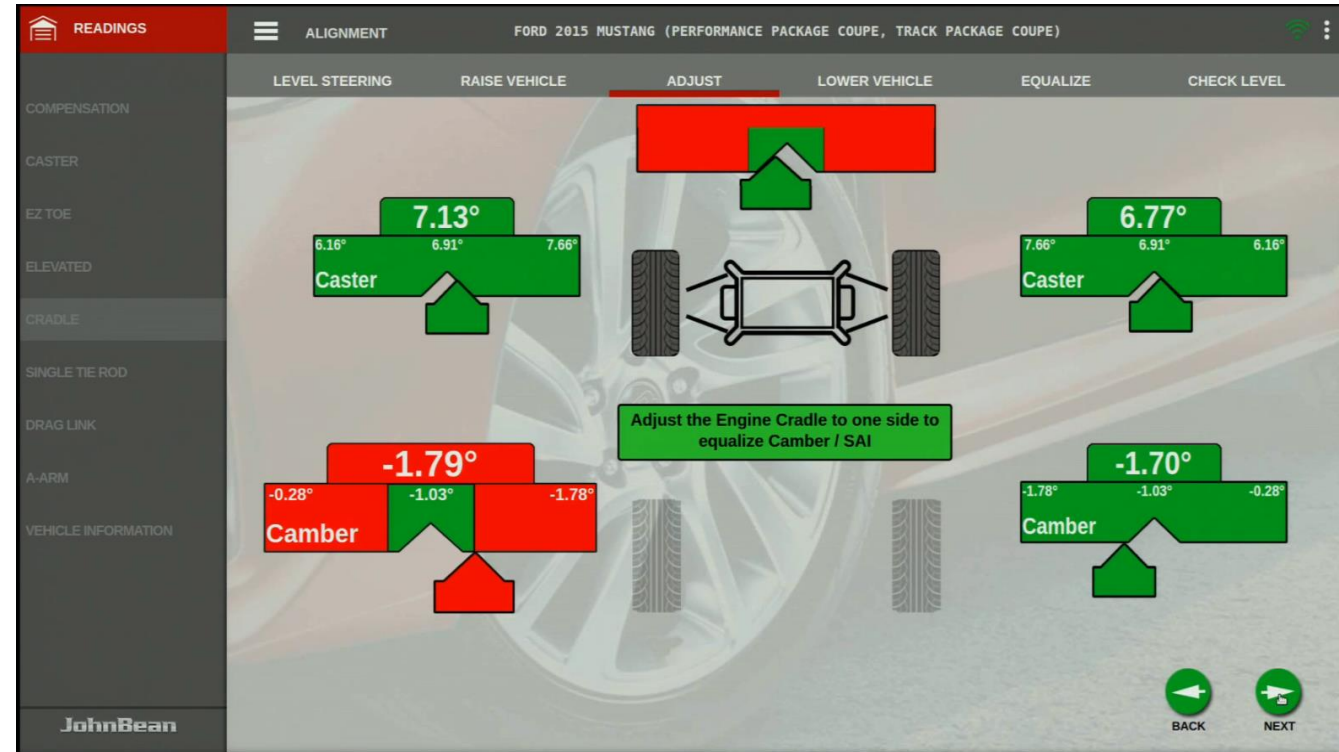 READINGS
ALIGNMENT
FORD 2015 MUSTANG (PERFORMANCE PACKAGE COUPE, TRACK PACKAGE COUPE)
LEVEL STEERING
RAISE VEHICLE
ADJUST
LOWER VEHICLE
EQUALIZE
CHECK LEVEL
COMPENSATION
CASTER
EZ TOE
ELEVATED
CRADLE
SINGLE TIE ROD
DRAG LINK
A-ARM
VEHICLE INFORMATION
7.13°
6.16° 6.91° 7.66°
Caster
6.77°
7.66° 6.91° 6.16°
Caster
Adjust the Engine Cradle to one side to
equalize Camber / SAI
-1.79°
-0.28° -1.03° -1.78°
Camber
-1.70°
-1.78° -1.03° -0.28°
Camber
BACK
NEXT
JohnBean